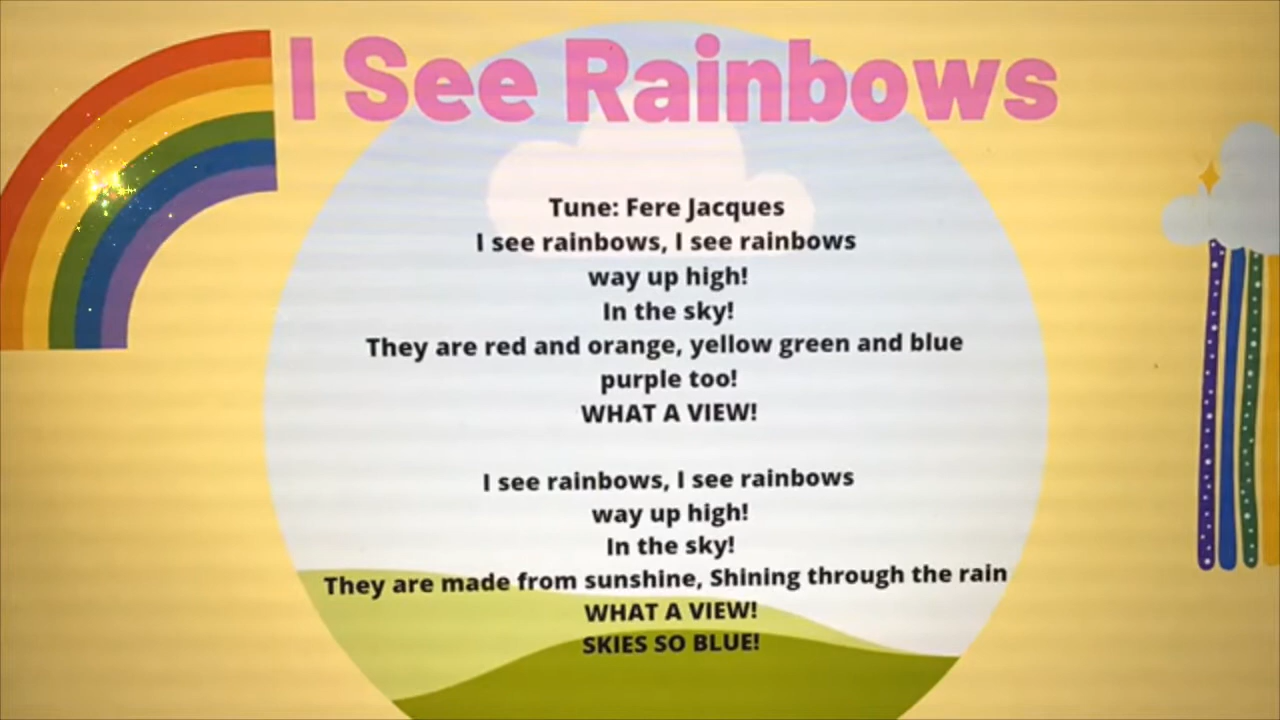 I See Rainbows
Tune: Fere Jacques
I see rainbows, I see rainbows
way up high!
In the sky!
They are red and orange, yellow green and blue
purple too!
WHAT A VIEW!
I see rainbows, I see rainbows
way up high!
In the sky!
They are made from sunshine, Shining through the rain
WHAT A VIEW!
SKIES SO BLUE!